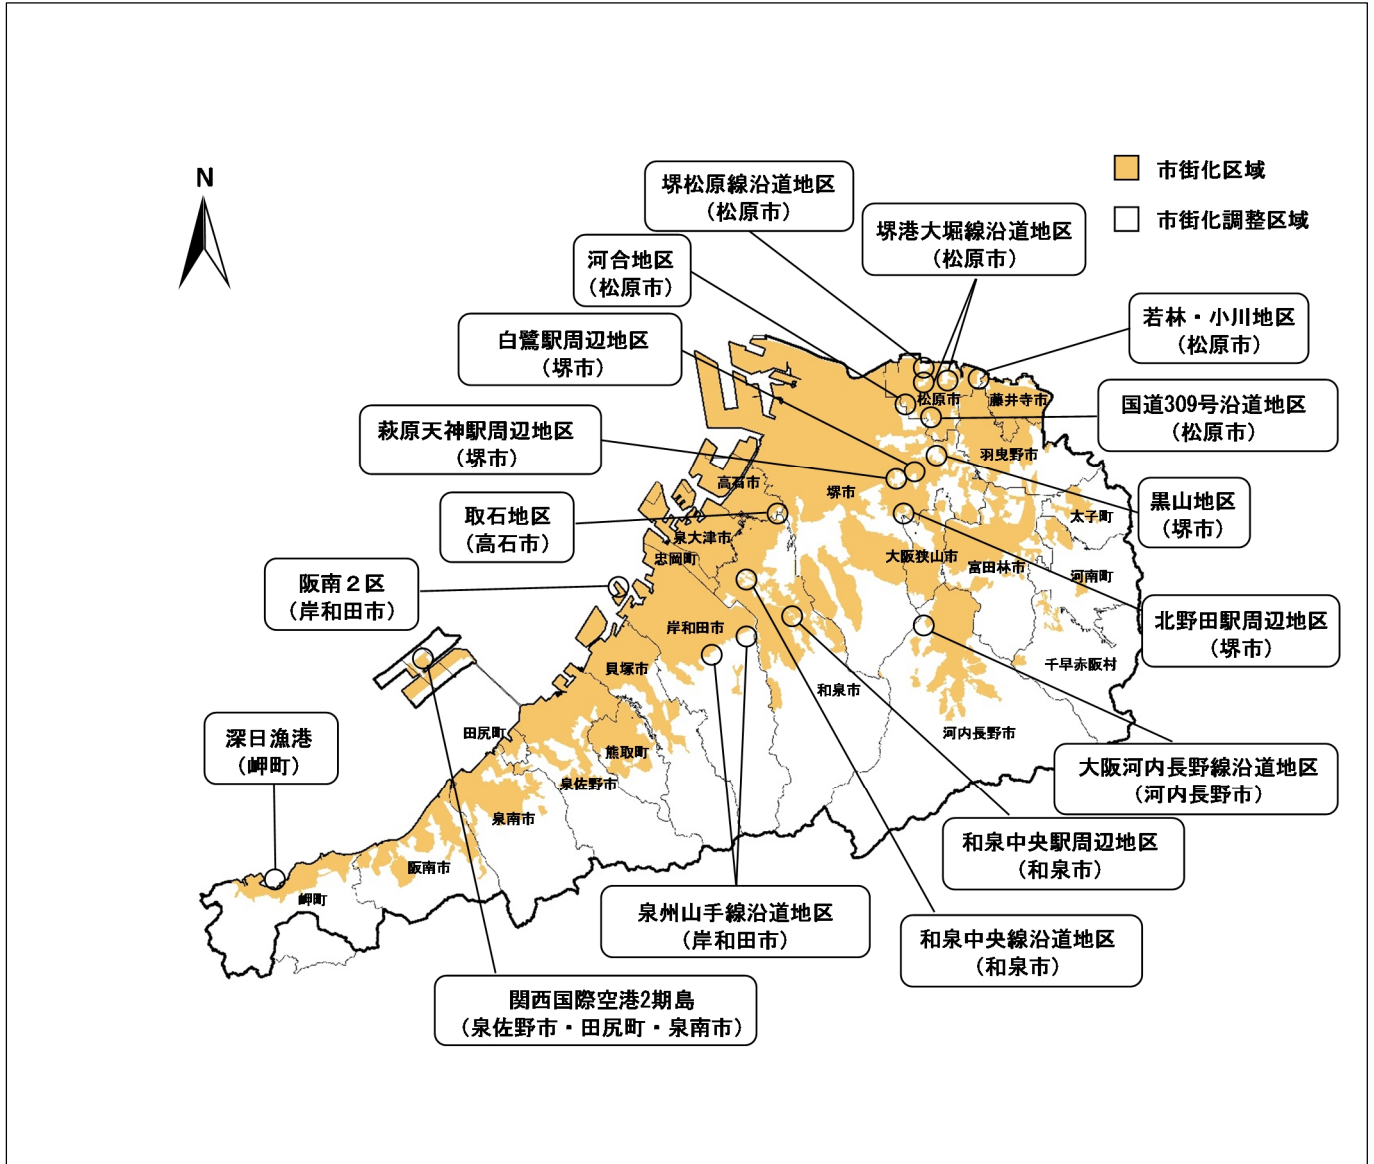 N
市街化区域
市街化調整区域
堺松原線沿道地区
(松原市)
堺港大堀線沿道地区
(松原市)
河合地区
(松原市)
若林・小川地区
(松原市)
白鷺駅周辺地区
(堺市)
国道309号沿道地区
(松原市)
萩原天神駅周辺地区
(堺市)
黒山地区
(堺市)
取石地区
(高石市)
阪南2区
(岸和田市)
北野田駅周辺地区
(堺市)
深日漁港
(岬町)
大阪河内長野線沿道地区
(河内長野市)
和泉中央駅周辺地区
(和泉市)
泉州山手線沿道地区
(岸和田市)
和泉中央線沿道地区
(和泉市)
関西国際空港2期島
(泉佐野市・田尻町・泉南市)
松原市
藤井寺市
羽曳野市
高石市
堺市
太子町
泉大津市
忠岡町
大阪狭山市
富田林市
河南町
岸和田市
千早赤阪村
貝塚市
和泉市
河内長野市
田尻町
熊取町
泉佐野市
泉南市
阪南市
岬町